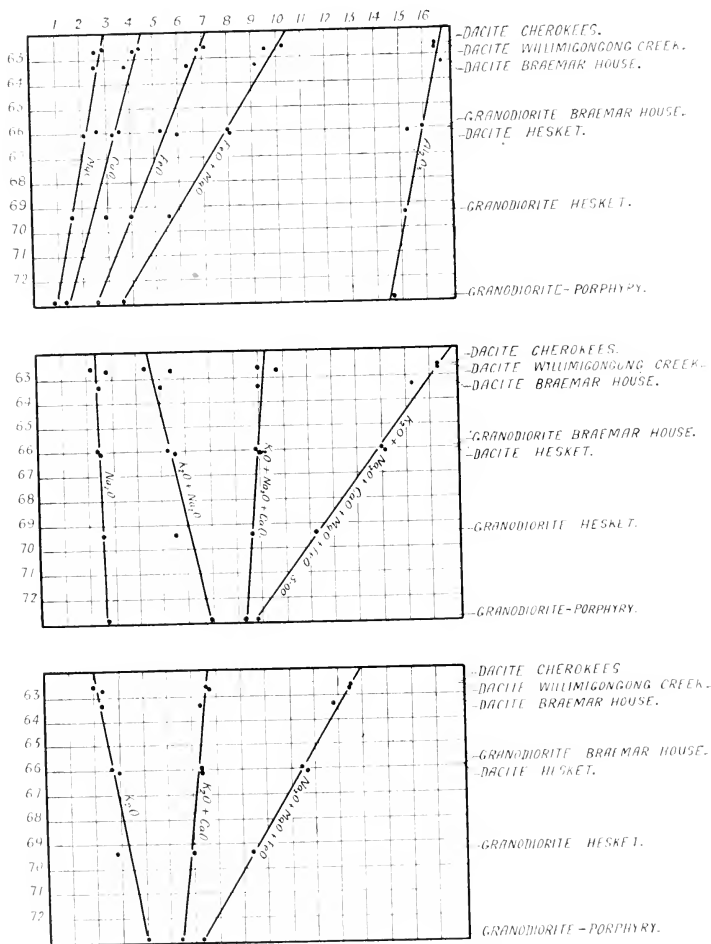 1 2 3 4 5 6 7 8 9 10 11 12 13 14 15 16
63
64
65
66
67
68
69
70
71
72
MgO
CaO
FeO
FeO + MgO
Al₂O₃
-DACITE CHEROKEES.
-DACITE WILLIMIGONGONG CREEK.
-DACITE BRAEMAR HOUSE.
-GRANODIORITE BRAEMAR HOUSE.
-DACITE HESKET.
-GRANODIORITE HESKET.
-GRANODIORITE-PORPHYPY.
63
64
65
66
67
68
69
70
71
72
Na₂O
K₂O + Na₂O
K₂O + Na₂O + CaO
K₂O +
Na₂O + CaO + MgO + FeO
-DACITE CHEROKEES.
-DACITE WILLIMIGONGONG CREEK.
-DACITE BRAEMAR HOUSE.
-GRANODIORITE BRAEMAR HOUSE.
-DACITE HESKET.
-GRANODIORITE HESKET.
-GRANODIORITE-PORPHYRY.
63
64
65
66
67
68
69
70
71
72
K₂O
K₂O + CaO
Na₂O + MgO + FeO
-DACITE CHEROKEES
-DACITE WILLIMIGONGONG CREEK.
-DACITE BRAEMAR HOUSE.
-GRANODIORITE BRAEMAR HOUSE.
-DACITE HESKET.
-GRANODIORITE HESKET.
GRANODIORITE-PORPHYRY.